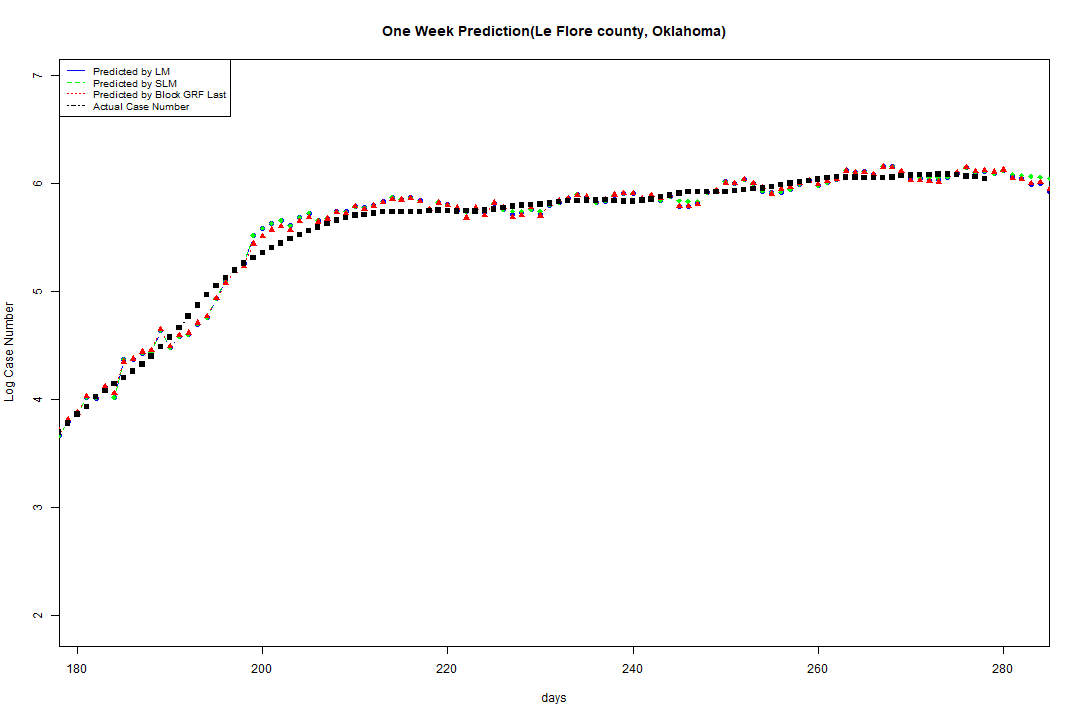 One Week Prediction(Le Flore county, Oklahoma)
Predicted by LM
Predicted by SLM
Predicted by Block GRF Last
Actual Case Number
7
6
5
4
3
2
Log Case Number
180 200 220 240 260 280
days